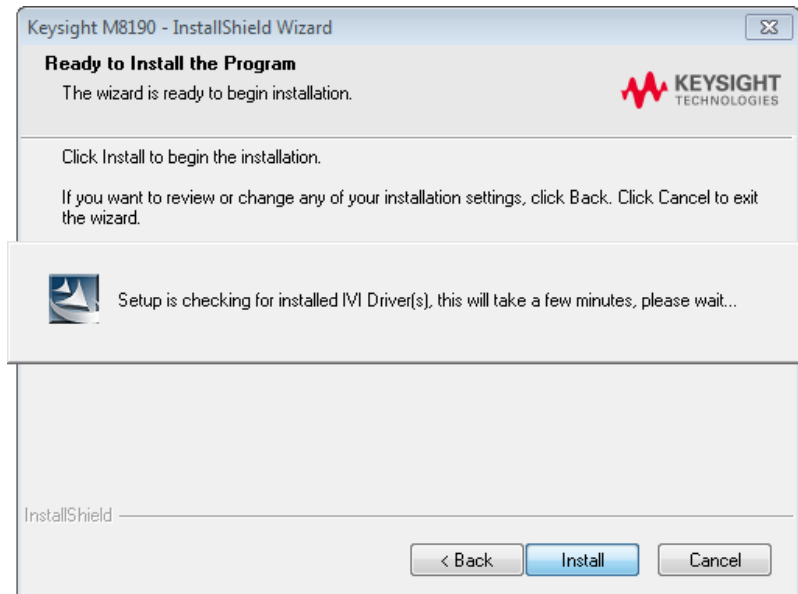 Keysight M8190 - InstallShield Wizard
Ready to Install the Program
The wizard is ready to begin installation.
KEYSIGHT
TECHNOLOGIES
Click Install to begin the installation.
If you want to review or change any of your installation settings, click Back. Click Cancel to exit
the wizard.
Setup is checking for installed IVI Driver(s), this will take a few minutes, please wait...
InstallShield
< Back
Install
Cancel